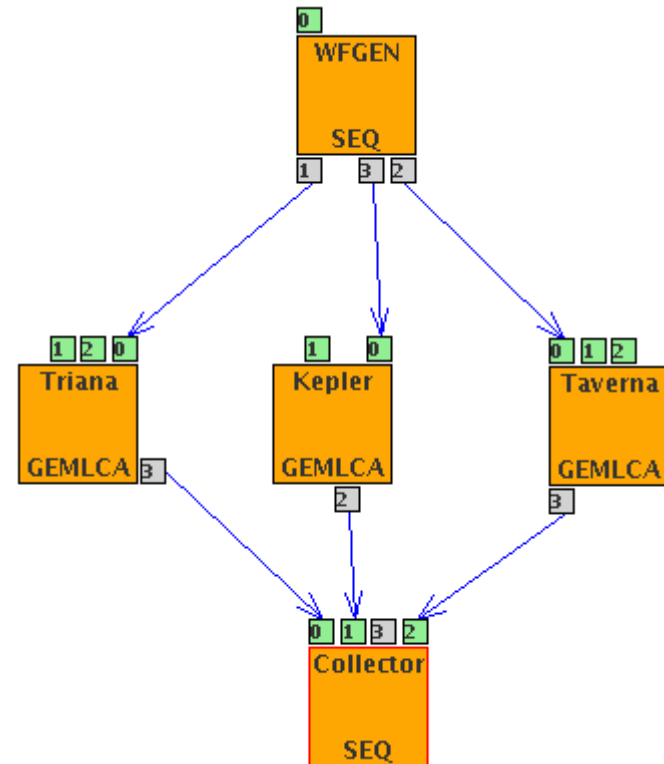 0
WFGEN
SEQ
1 3 2
1 2 0 1 0 0 1 2
Triana Kepler Taverna
GEMLCA GEMLCA GEMLCA
3 2 3
0 1 3 2
Collector
SEQ